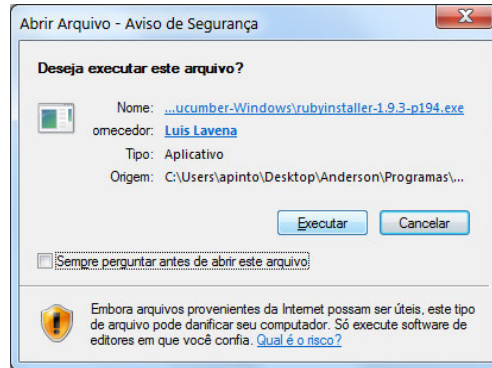 Abrir Arquivo - Aviso de Segurança
Deseja executar este arquivo?
Nome: ...ucumber-Windows\rubyinstaller-1.9.3-p194.exe
omecedor: Luis Lavena
Tipo: Aplicativo
Origem: C:\Users\apinto\Desktop\Anderson\Programas\...
Executar Cancelar
Sempre perguntar antes de abrir este arquivo
Embora arquivos provenientes da Internet possam ser úteis, este tipo
de arquivo pode danificar seu computador. Só execute software de
editores em que você confia. Qual é o risco?